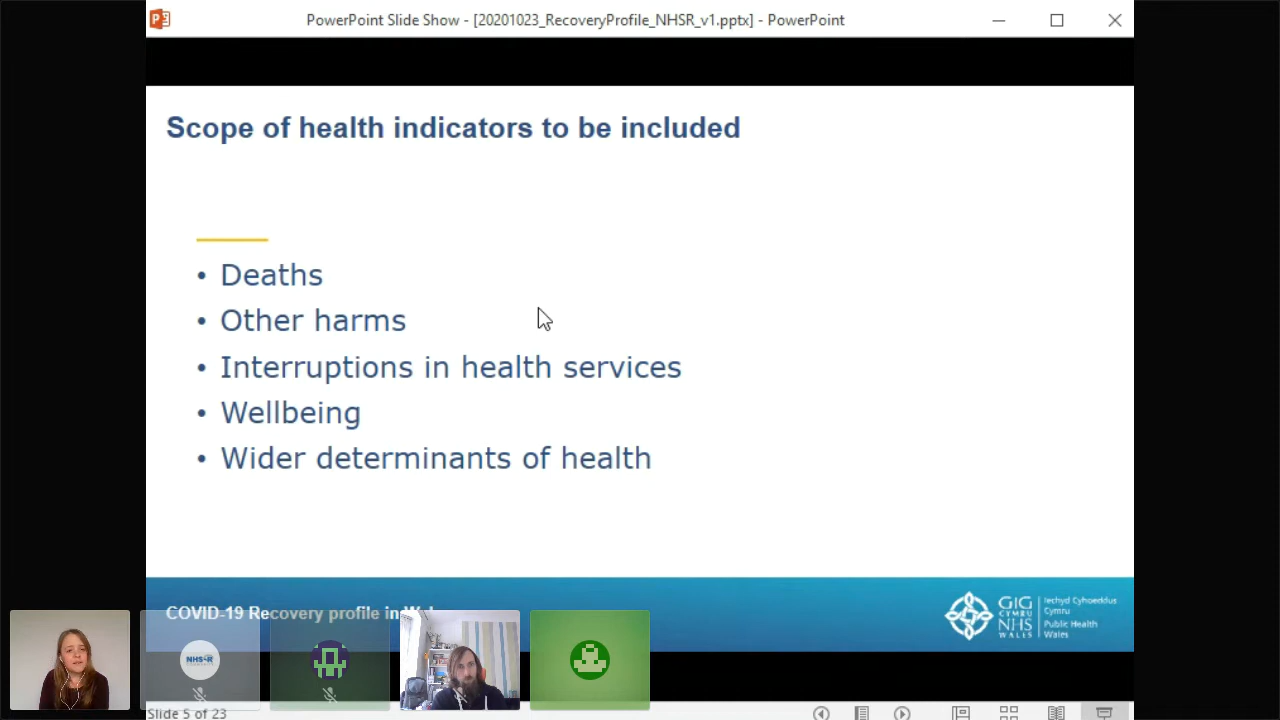 PowerPoint Slide Show - [20201023_RecoveryProfile_NHSR_v1.pptx] - PowerPoint
Scope of health indicators to be included
• Deaths
• Other harms
• Interruptions in health services
• Wellbeing
• Wider determinants of health
COVID-19 Recovery profile in
GIG
CYMRU
NHS
WALES
Iechyd Cyhoeddus
Cymru
Public Health
Wales
NHSR
Slide 5 of 23